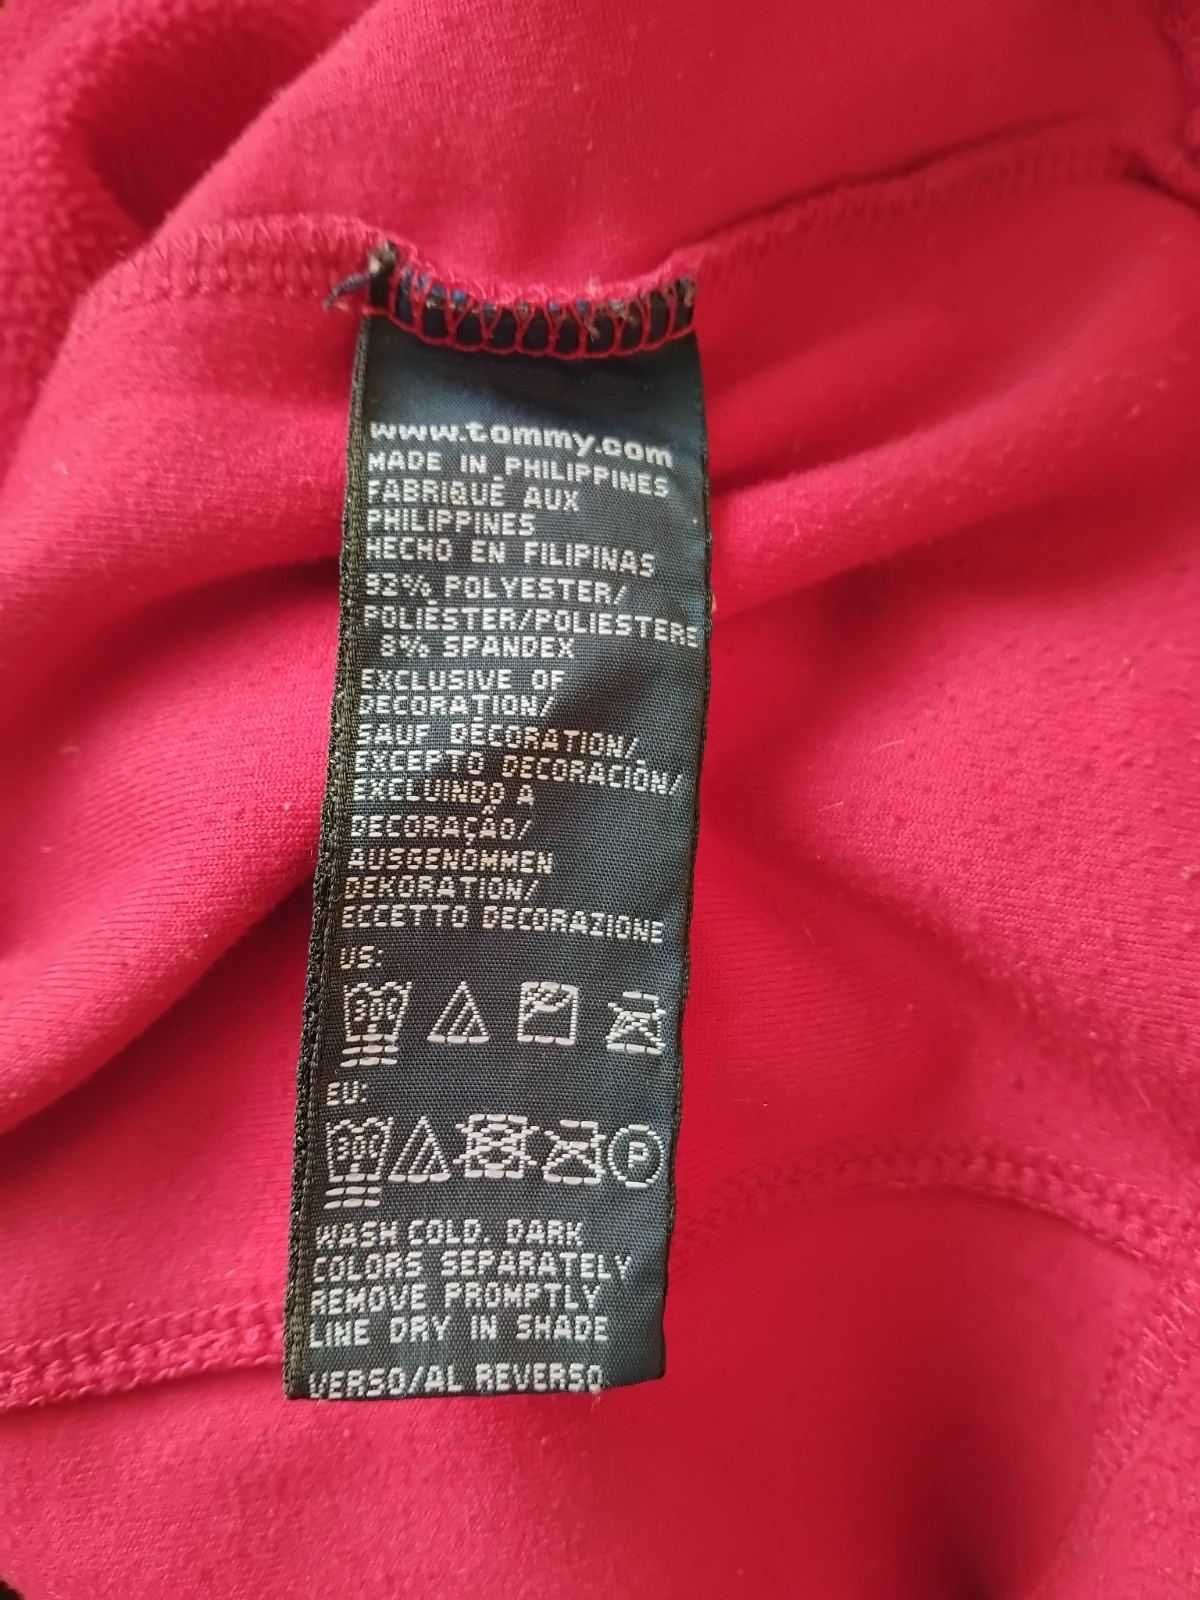 www.tommy.com
MADE IN PHILIPPINES
FABRIQUÉ AUX
PHILIPPINES
HECHO EN FILIPINAS
92% POLYESTER/
POLIÉSTER/POLIESTERE
8% SPANDEX
EXCLUSIVE OF
DECORATION/
SAUF DÉCORATION/
EXCEPTO DECORACIÓN/
EXCLUINDO A
DECORAÇÃO/
AUSGENOMMEN
DEKORATION/
ECCETTO DECORAZIONE
US:
30C
EU:
30C P
WASH COLD. DARK
COLORS SEPARATELY
REMOVE PROMPTLY
LINE DRY IN SHADE
VERSO/AL REVERSO